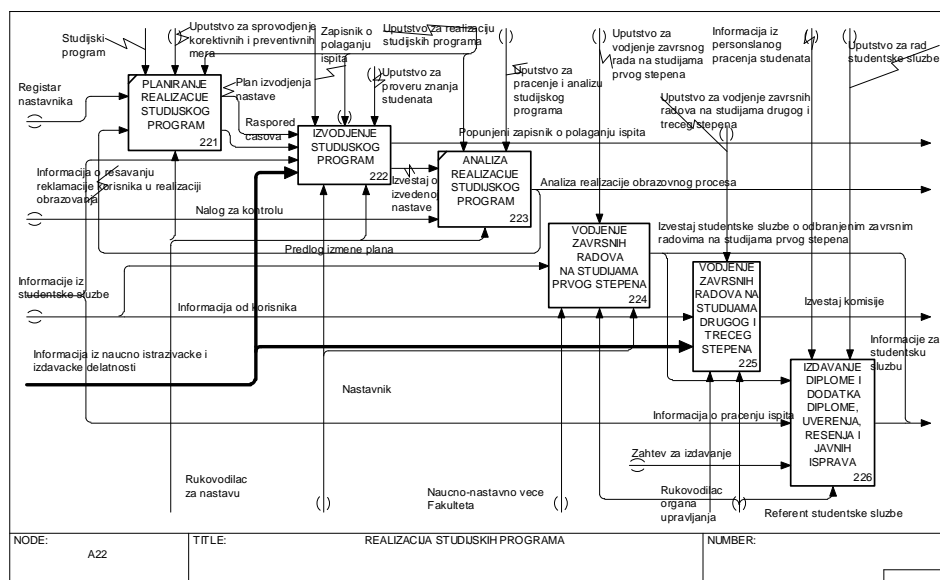 Studijski
program
Uputstvo za sprovodjenje
korektivnih i preventivnih
mera
Zapisnik o
polaganju
ispita
Uputstvo za realizaciju
studijskih programa
Uputstvo za
vodjenje zavrsnog
rada na studijama
prvog stepena
Informacija iz
personslanog
pracenja studenata
Uputstvo za rad
studentske sluzbe
Registar
nastavnika
PLANIRANJE
REALIZACIJE
STUDIJSKOG
PROGRAM
221
Plan izvodjenja
nastave
Uputstvo za
proveru znanja
studenata
Uputstvo za
pracenje i analizu
studijskog
programa
Uputstvo za vodjenje zavrsnih
radova na studijama drugog i
treceg stepena
Raspored
casova
IZVODJENJE
STUDIJSKOG
PROGRAM
222
Popunjeni zapisnik o polaganju ispita
Informacija o resavanju
reklamacije korisnika u realizaciji
obrazovanja
Izvestaj o
izvedenoj
nastave
ANALIZA
REALIZACIJE
STUDIJSKOG
PROGRAM
223
Analiza realizacije obrazovnog procesa
Nalog za kontrolu
Predlog izmene plana
VODJENJE
ZAVRSNIH
RADOVA
NA STUDIJAMA
PRVOG STEPENA
224
Izvestaj studentske sluzbe o odbranjenim zavrsnim
radovima na studijama prvog stepena
Informacije iz
studentske sluzbe
Informacija od korisnika
VODJENJE
ZAVRSNIH
RADOVA NA
STUDIJAMA
DRUGOG I
TRECEG
STEPENA
225
Izvestaj komisije
Informacija iz naucno istrazivacke i
izdavacke delatnosti
Informacije za
studentsku
sluzbu
Nastavnik
IZDAVANJE
DIPLOME I
DODATKA
DIPLOME,
UVERENJA,
RESENJA I
JAVNIH
ISPRAVA
226
Informacija o pracenju ispita
Zahtev za izdavanje
Rukovodilac
za nastavu
Naucno-nastavno vece
Fakulteta
Rukovodilac
organa
upravljanja
Referent studentske sluzbe
NODE:
A22
TITLE:
REALIZACIJA STUDIJSKIH PROGRAMA
NUMBER: